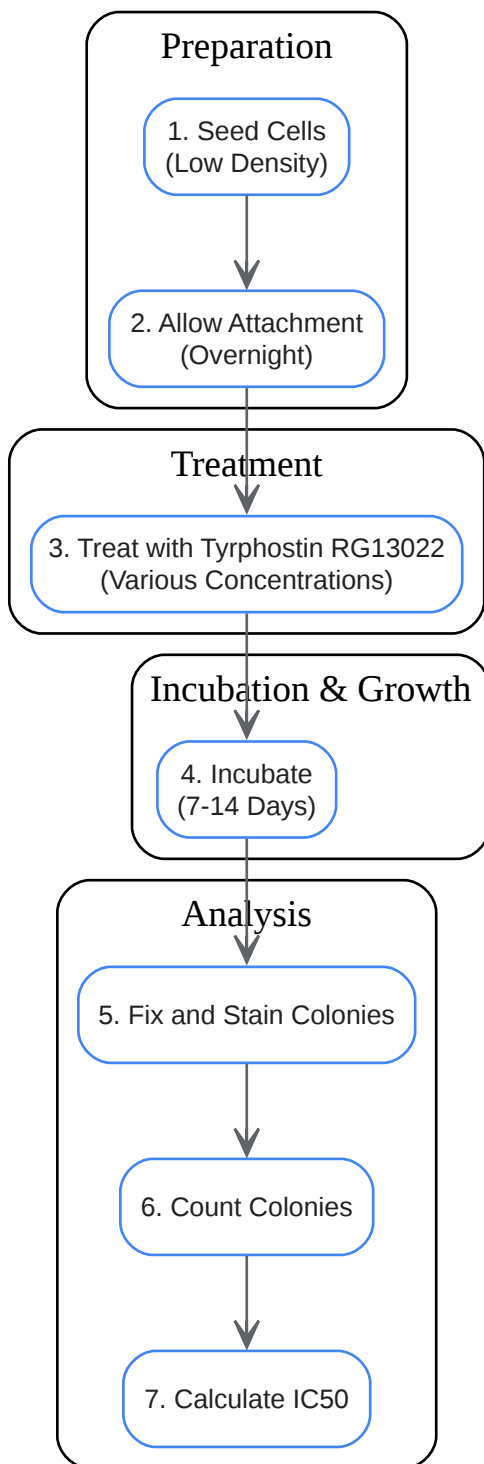 Preparation
1. Seed Cells
(Low Density)
2. Allow Attachment
(Overnight)
Treatment
3. Treat with Tyrphostin RG13022
(Various Concentrations)
Incubation & Growth
4. Incubate
(7-14 Days)
Analysis
5. Fix and Stain Colonies
6. Count Colonies
7. Calculate IC50